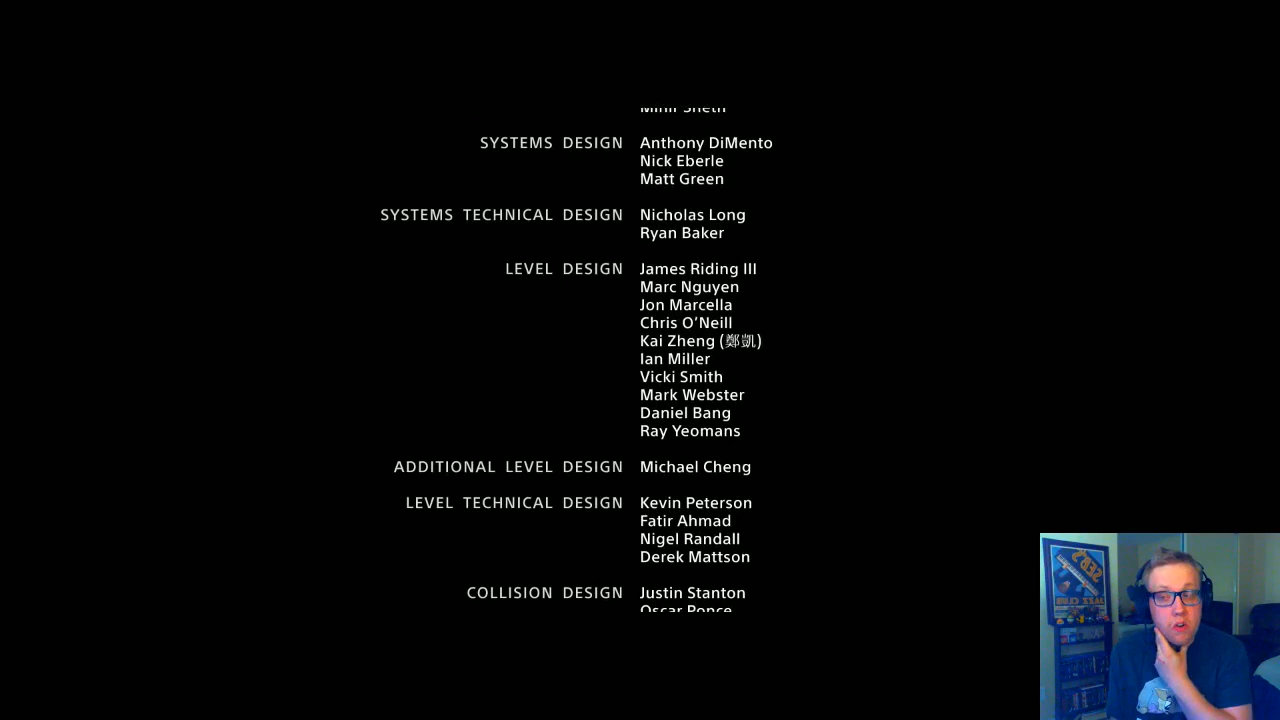 SYSTEMS DESIGN Anthony DiMento
Nick Eberle
Matt Green
SYSTEMS TECHNICAL DESIGN Nicholas Long
Ryan Baker
LEVEL DESIGN James Riding III
Marc Nguyen
Jon Marcella
Chris O'Neill
Kai Zheng (鄭凱)
Ian Miller
Vicki Smith
Mark Webster
Daniel Bang
Ray Yeomans
ADDITIONAL LEVEL DESIGN Michael Cheng
LEVEL TECHNICAL DESIGN Kevin Peterson
Fatir Ahmad
Nigel Randall
Derek Mattson
COLLISION DESIGN Justin Stanton
Oscar Ponce